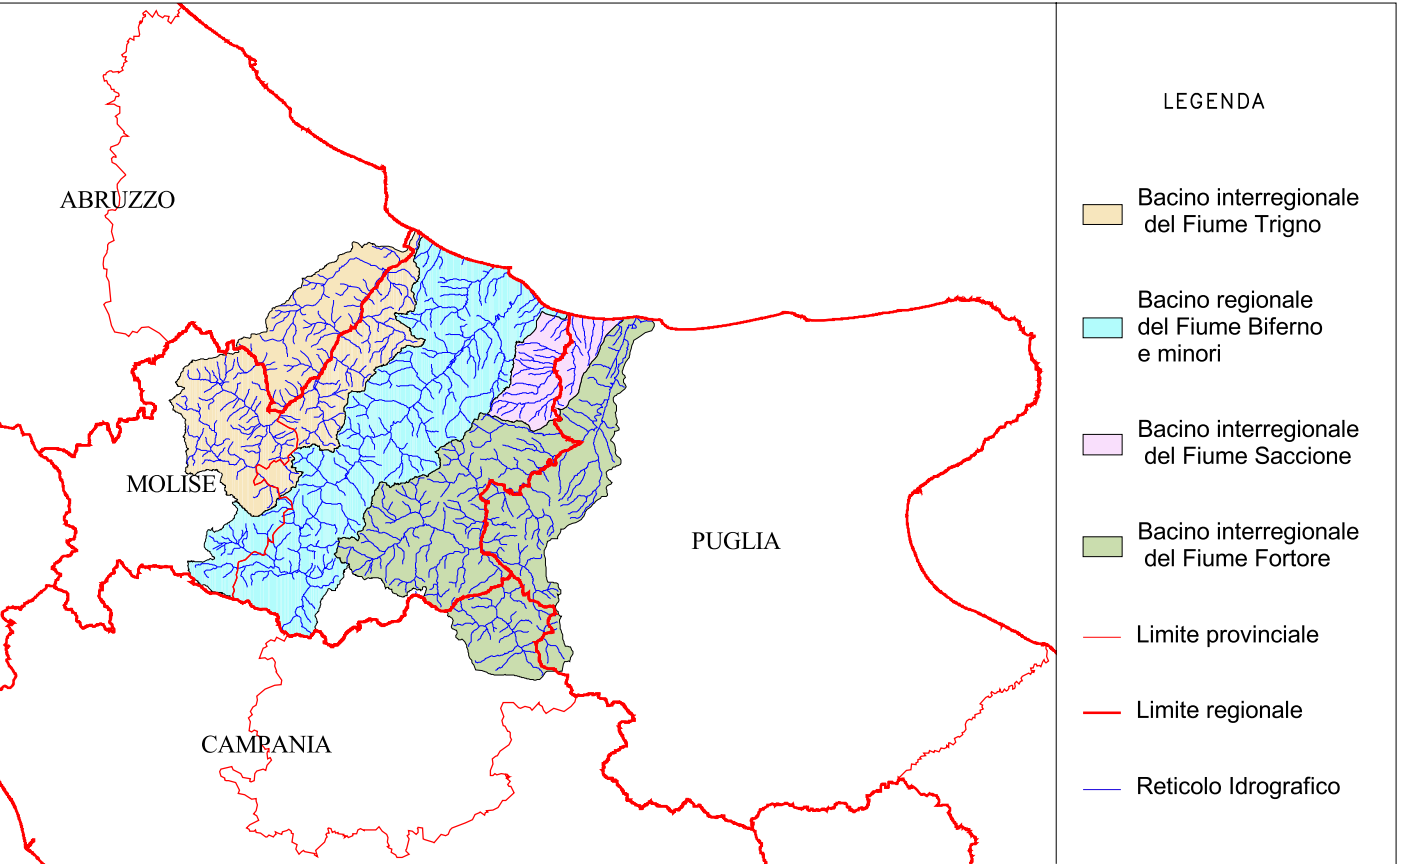 ABRUZZO
MOLISE
PUGLIA
CAMPANIA
LEGENDA
Bacino interregionale
del Fiume Trigno
Bacino regionale
del Fiume Biferno
e minori
Bacino interregionale
del Fiume Saccione
Bacino interregionale
del Fiume Fortore
Limite provinciale
Limite regionale
Reticolo Idrografico